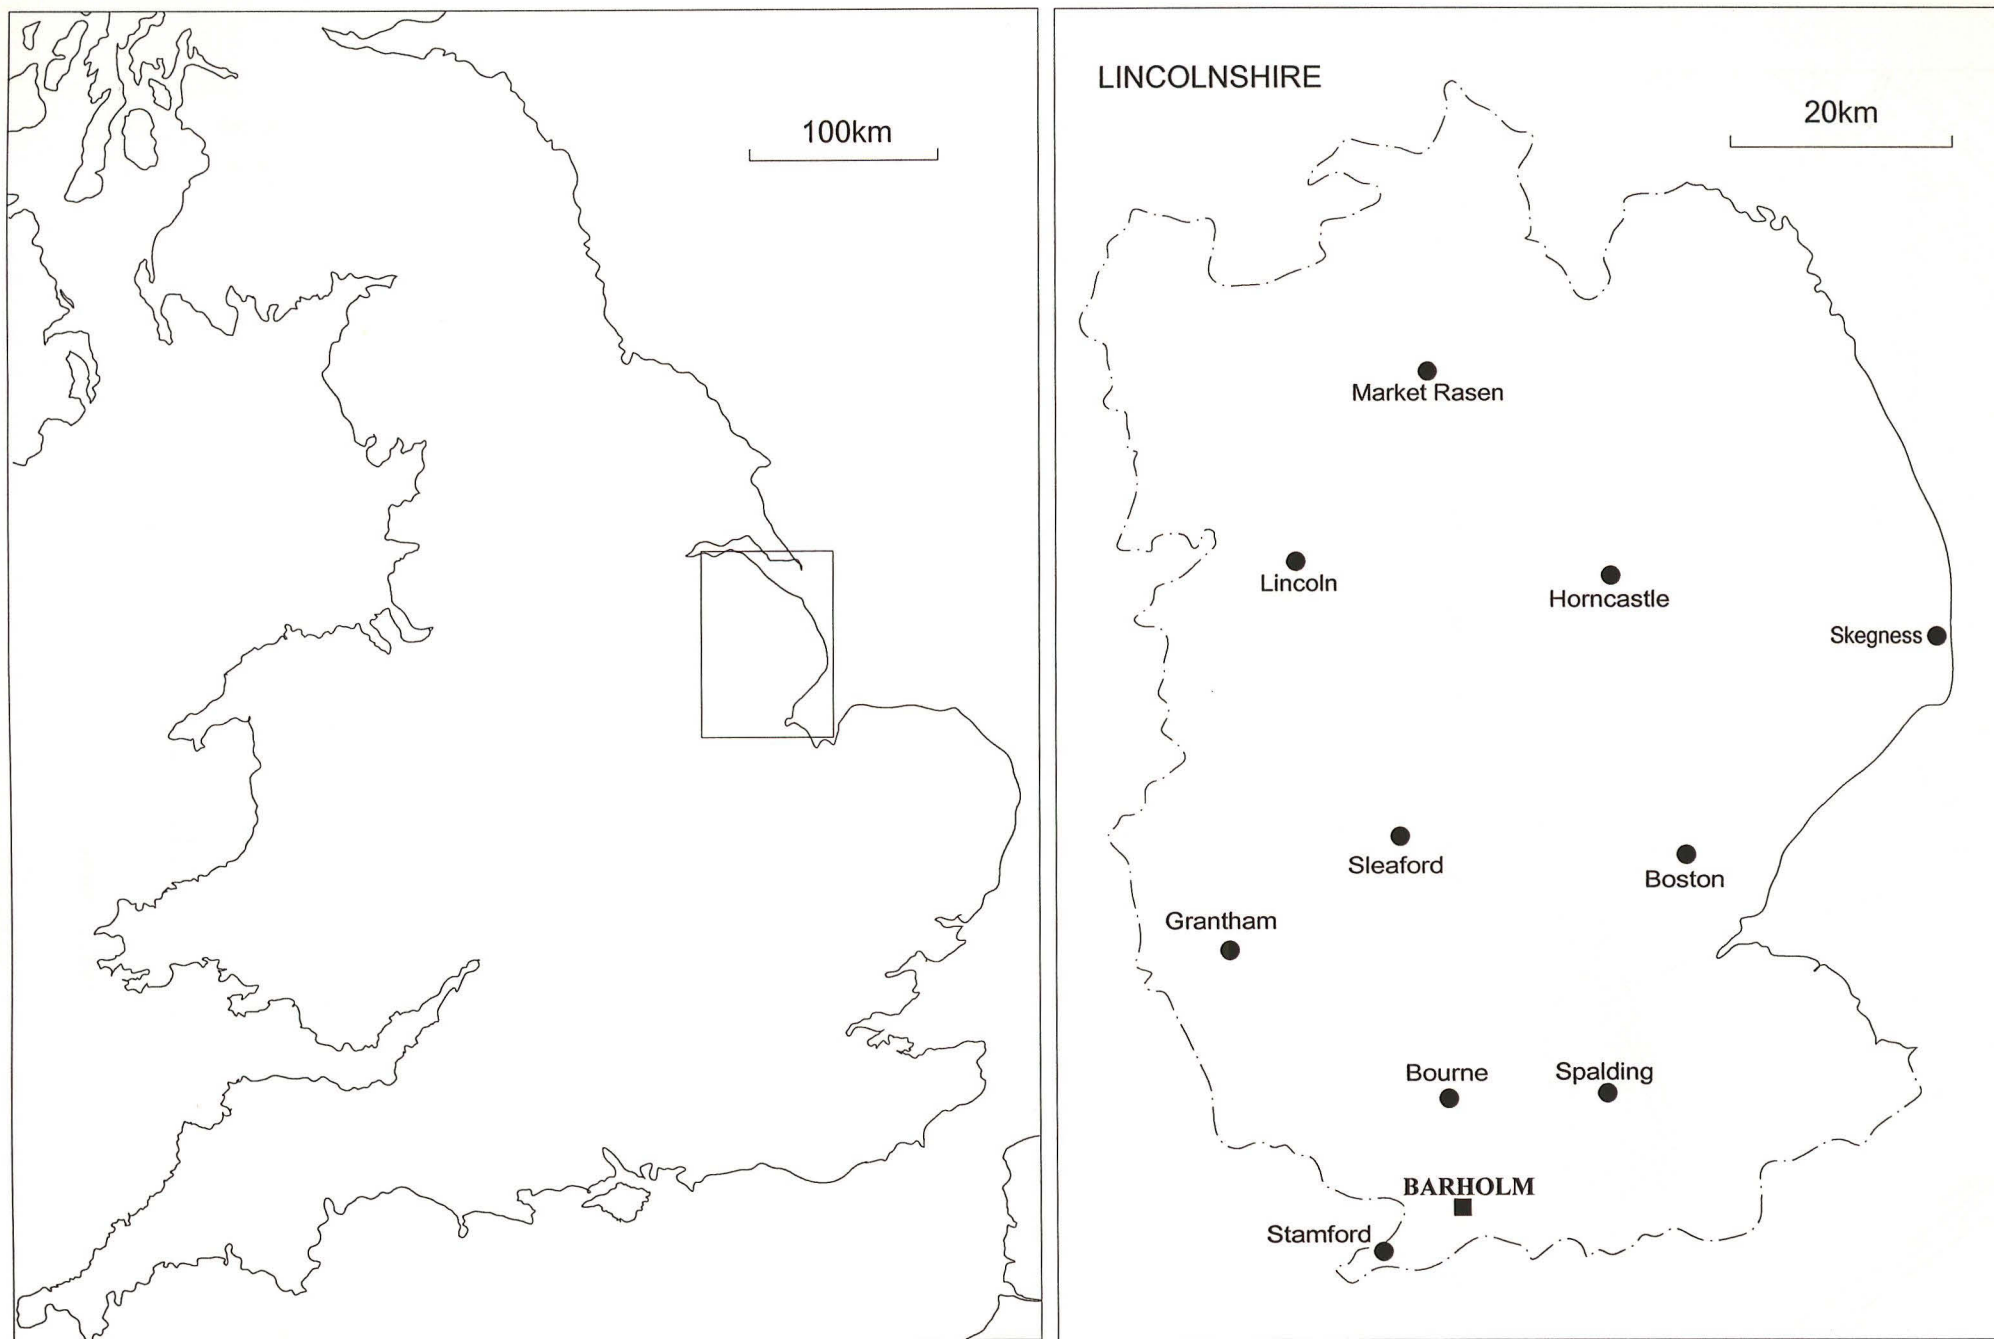 100km
LINCOLNSHIRE
20km
Market Rasen
Lincoln
Horncastle
Skegness
Sleaford
Boston
Grantham
Bourne
Spalding
BARHOLM
Stamford